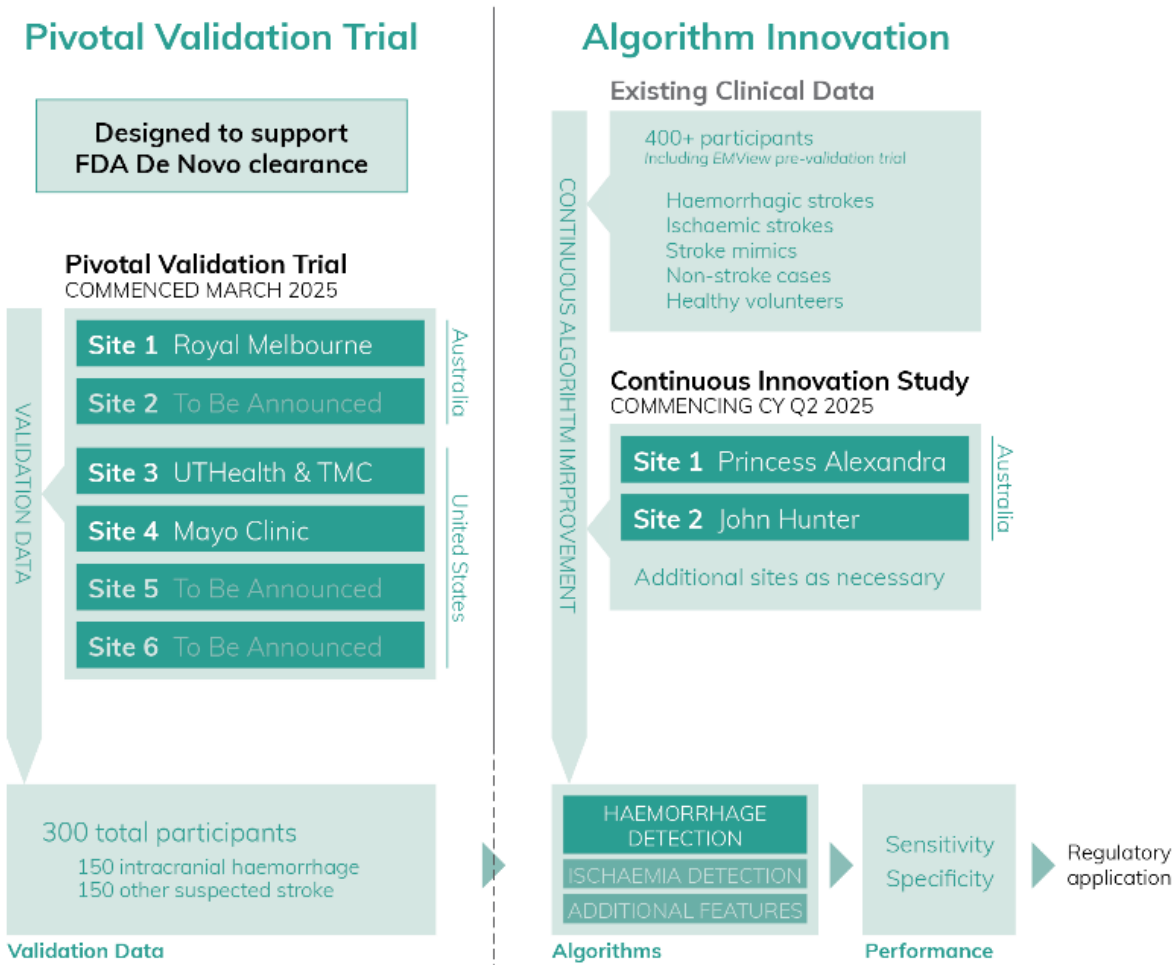 Pivotal Validation Trial
Designed to support
FDA De Novo clearance
Pivotal Validation Trial
COMMENCED MARCH 2025
VALIDATION DATA
Site 1 Royal Melbourne
Site 2 To Be Announced
Australia
Site 3 UTHealth & TMC
Site 4 Mayo Clinic
Site 5 To Be Announced
Site 6 To Be Announced
United States
300 total participants
150 intracranial haemorrhage
150 other suspected stroke
Validation Data
Algorithm Innovation
Existing Clinical Data
400+ participants
Including EMView pre-validation trial
Haemorrhagic strokes
Ischaemic strokes
Stroke mimics
Non-stroke cases
Healthy volunteers
CONTINUOUS ALGORIHTM IMRPROVEMENT
Continuous Innovation Study
COMMENCING CY Q2 2025
Site 1 Princess Alexandra
Site 2 John Hunter
Australia
Additional sites as necessary
HAEMORRHAGE
DETECTION
ISCHAEMIA DETECTION
ADDITIONAL FEATURES
Algorithms
Sensitivity
Specificity
Performance
Regulatory
application